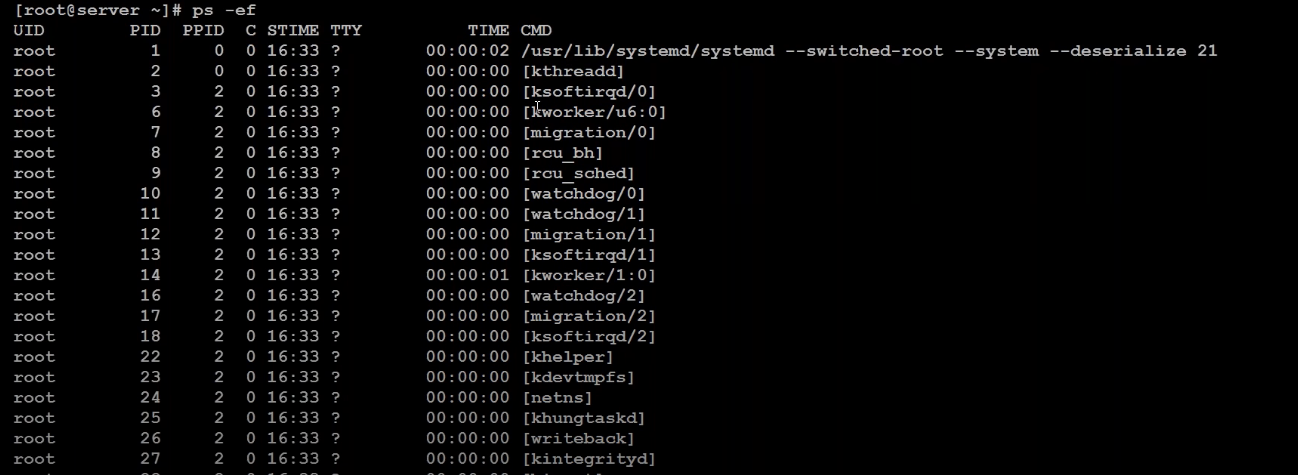 [root@server ~]# ps -ef
UID        PID  PPID  C STIME TTY          TIME CMD
root         1     0  0 16:33 ?        00:00:02 /usr/lib/systemd/systemd --switched-root --system --deserialize 21
root         2     0  0 16:33 ?        00:00:00 [kthreadd]
root         3     2  0 16:33 ?        00:00:00 [ksoftirqd/0]
root         6     2  0 16:33 ?        00:00:00 [kworker/u6:0]
root         7     2  0 16:33 ?        00:00:00 [migration/0]
root         8     2  0 16:33 ?        00:00:00 [rcu_bh]
root         9     2  0 16:33 ?        00:00:00 [rcu_sched]
root        10     2  0 16:33 ?        00:00:00 [watchdog/0]
root        11     2  0 16:33 ?        00:00:00 [watchdog/1]
root        12     2  0 16:33 ?        00:00:00 [migration/1]
root        13     2  0 16:33 ?        00:00:00 [ksoftirqd/1]
root        14     2  0 16:33 ?        00:00:01 [kworker/1:0]
root        16     2  0 16:33 ?        00:00:00 [watchdog/2]
root        17     2  0 16:33 ?        00:00:00 [migration/2]
root        18     2  0 16:33 ?        00:00:00 [ksoftirqd/2]
root        22     2  0 16:33 ?        00:00:00 [khelper]
root        23     2  0 16:33 ?        00:00:00 [kdevtmpfs]
root        24     2  0 16:33 ?        00:00:00 [netns]
root        25     2  0 16:33 ?        00:00:00 [khungtaskd]
root        26     2  0 16:33 ?        00:00:00 [writeback]
root        27     2  0 16:33 ?        00:00:00 [kintegrityd]